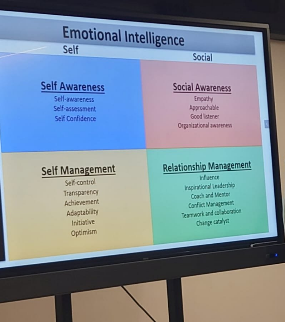 Emotional Intelligence
Self
Social
Self Awareness
Self-awareness
Self-assessment
Self Confidence
Social Awareness
Empathy
Approachable
Good listener
Organizational awareness
Self Management
Self-control
Transparency
Achievement
Adaptability
Initiative
Optimism
Relationship Management
Influence
Inspirational Leadership
Coach and Mentor
Conflict Management
Teamwork and collaboration
Change catalyst